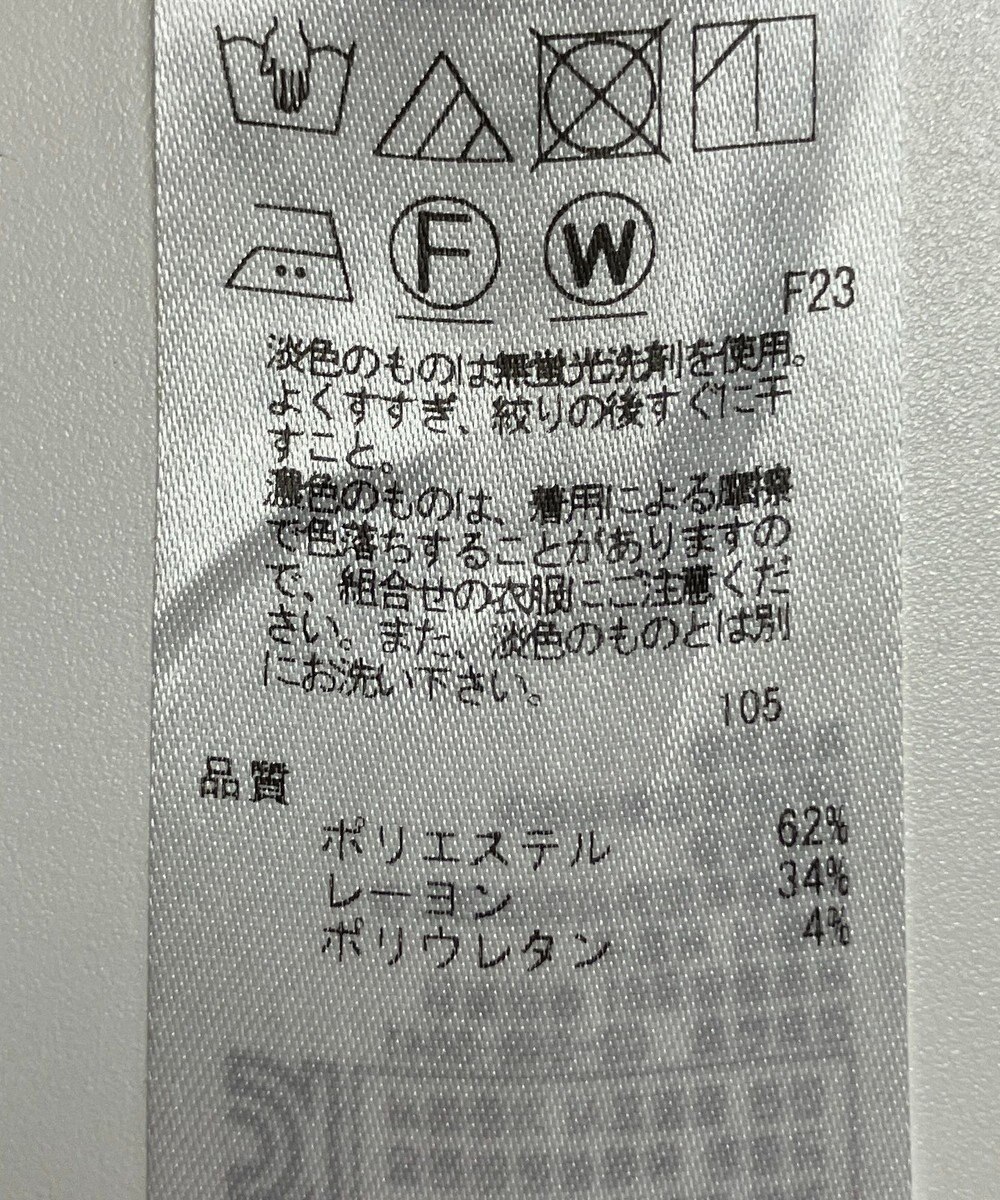 F
W
F23
淡色のものは無蛍光洗剤を使用。
よくすすぎ、絞りの後すぐに干
すこと。
濃色のものは、着用による摩擦
で色落ちすることがありますの
で、組合せの衣服にご注意くだ
さい。また、淡色のものとは別
にお洗い下さい。
105
品質
ポリエステル 62%
レーヨン 34%
ポリウレタン 4%